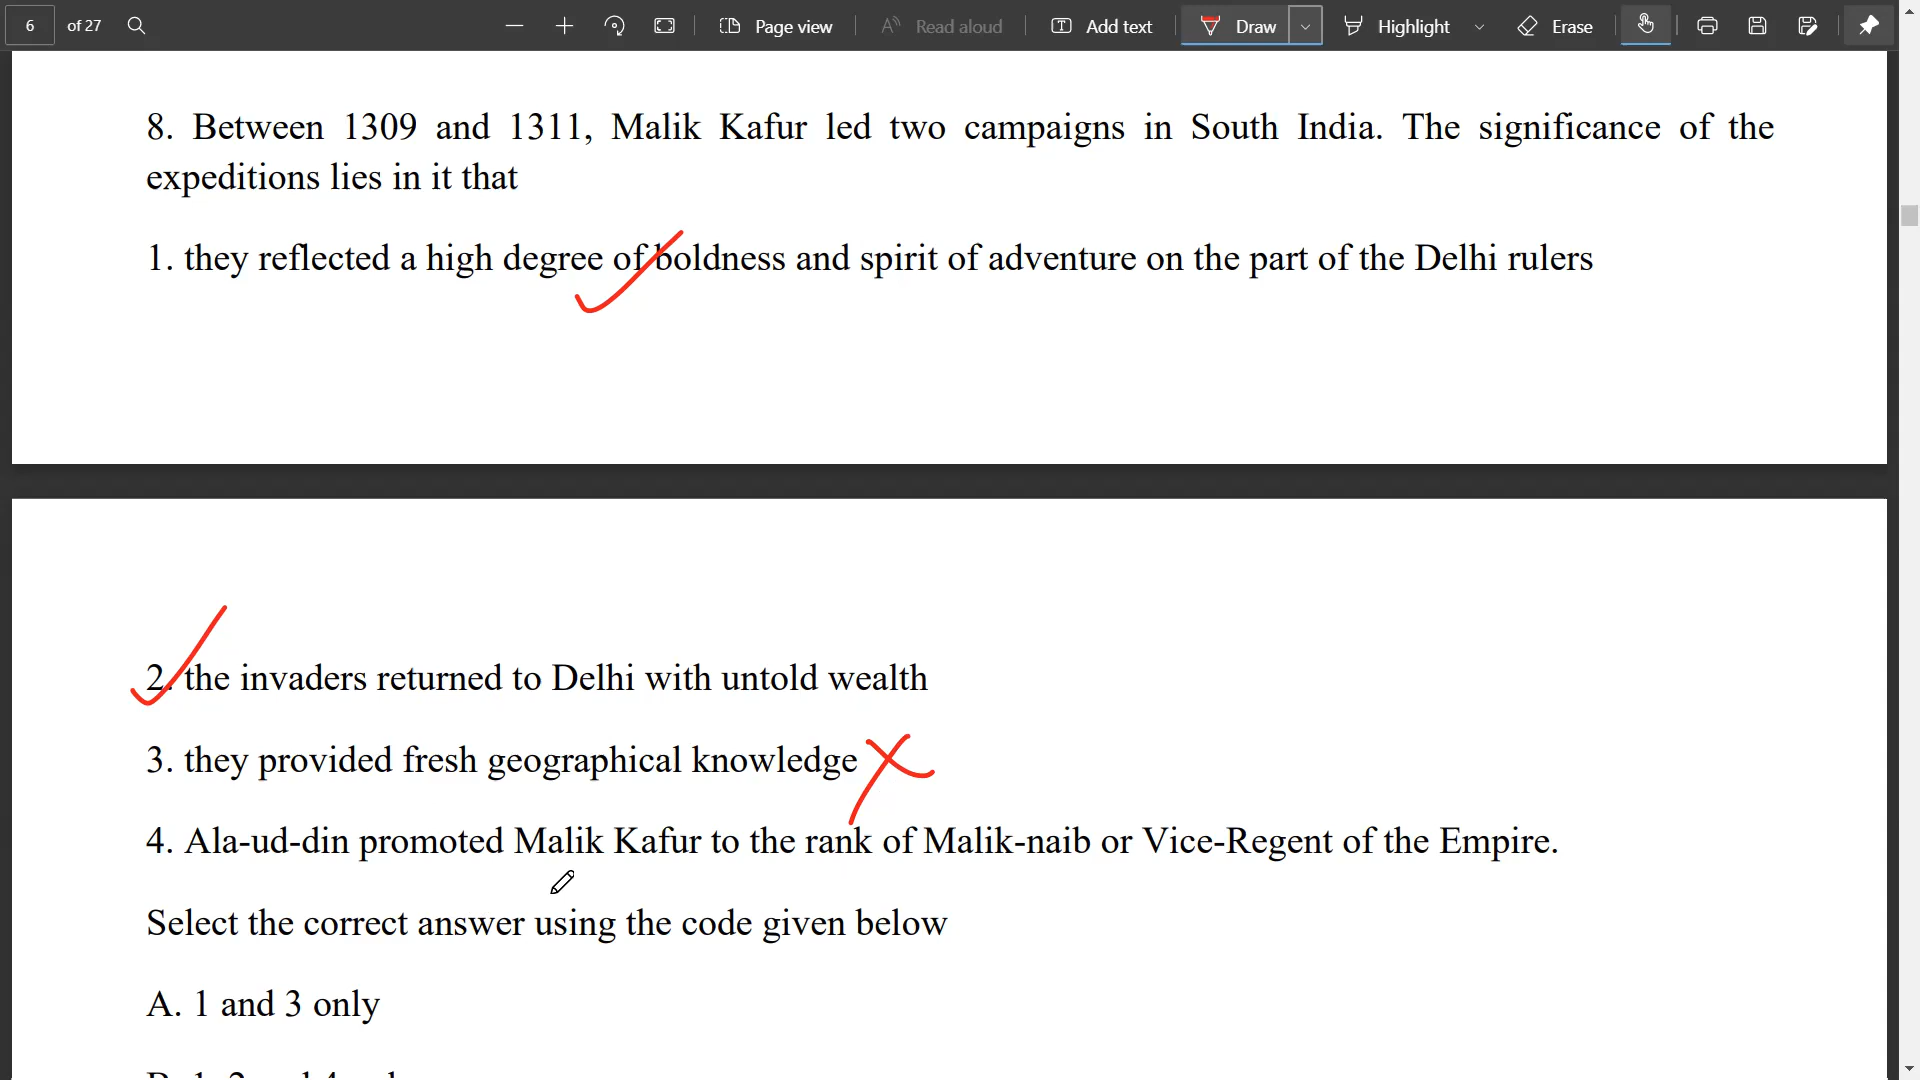 6 of 27 Page view Read aloud Add text Draw Highlight Erase
8. Between 1309 and 1311, Malik Kafur led two campaigns in South India. The significance of the
expeditions lies in it that
1. they reflected a high degree of boldness and spirit of adventure on the part of the Delhi rulers
2. the invaders returned to Delhi with untold wealth
3. they provided fresh geographical knowledge
4. Ala-ud-din promoted Malik Kafur to the rank of Malik-naib or Vice-Regent of the Empire.
Select the correct answer using the code given below
A. 1 and 3 only